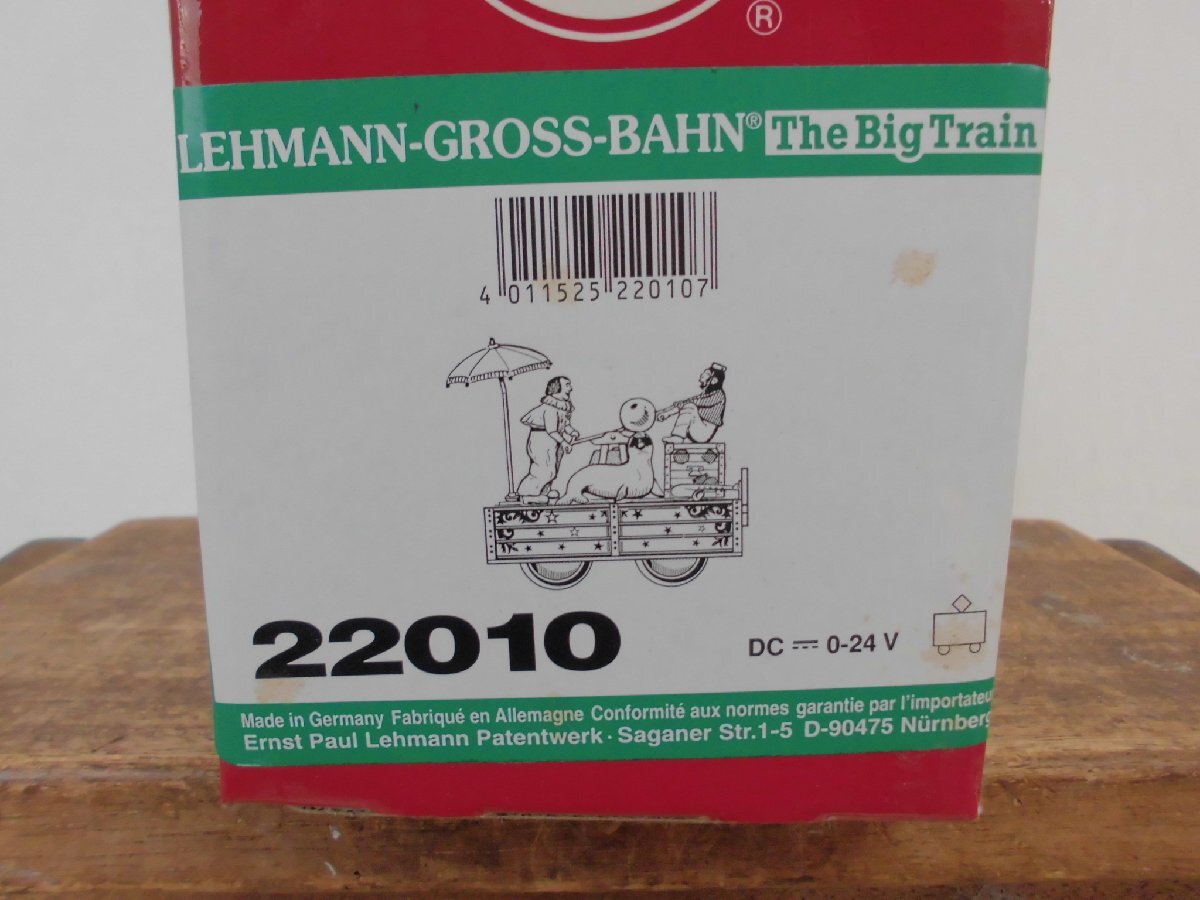 ®
LEHMANN-GROSS-BAHN® The Big Train
4 011525 220107
22010
DC ⎓ 0-24 V
Made in Germany Fabriqué en Allemagne Conformité aux normes garantie par l'importateur
Ernst Paul Lehmann Patentwerk · Saganer Str.1-5 D-90475 Nürnberg